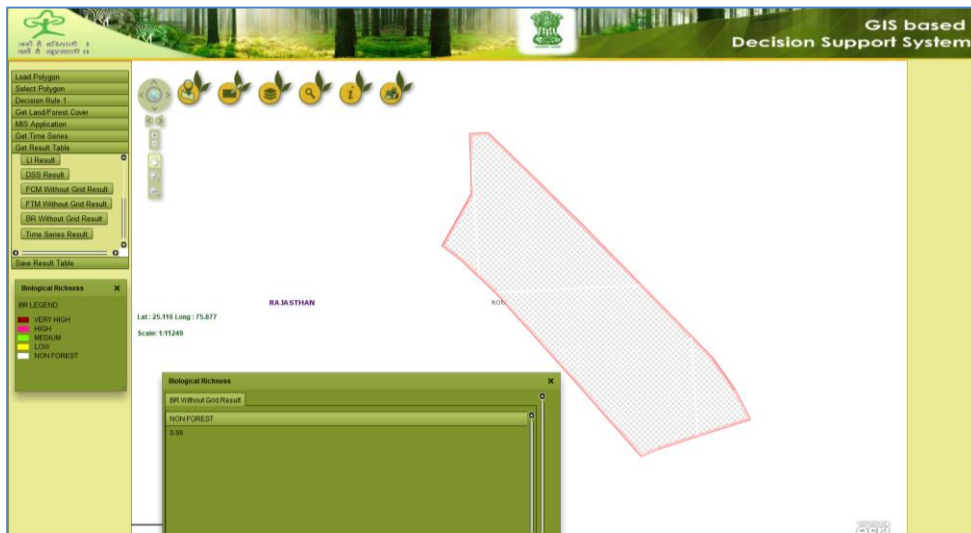 GIS based
Decision Support System
Load Polygon
Select Polygon
Decision Rule 1
Get Land/Forest Cover
MIS Application
Get Time Series
Get Result Table
LI Result
DSS Result
FCM Without Grid Result
FTM Without Grid Result
BR Without Grid Result
Time Series Result
Save Result Table
Biological Richness
BR LEGEND
VERY HIGH
HIGH
MEDIUM
LOW
NON FOREST
RAJASTHAN
Lat : 25.116 Long : 75.877
Scale: 1:11249
Biological Richness
BR Without Grid Result
NON FOREST
0.96
esri